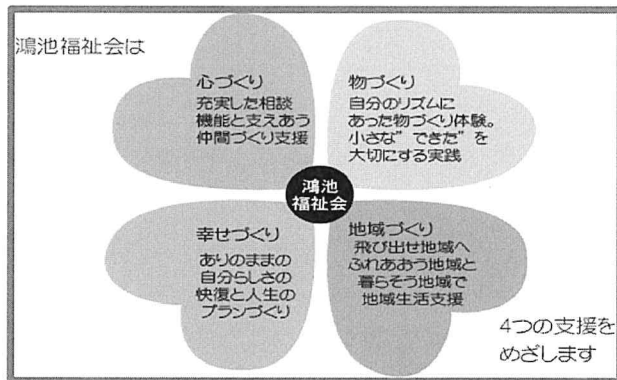 鴻池福祉会は
心づくり
充実した相談
機能と支えあう
仲間づくり支援
物づくり
自分のリズムに
あった物づくり体験。
小さな”できた”を
大切にする実践
鴻池
福祉会
幸せづくり
ありのままの
自分らしさの
快復と人生の
プランづくり
地域づくり
飛び出せ地域へ
ふれあおう地域と
暮らそう地域で
地域生活支援
4つの支援を
めざします